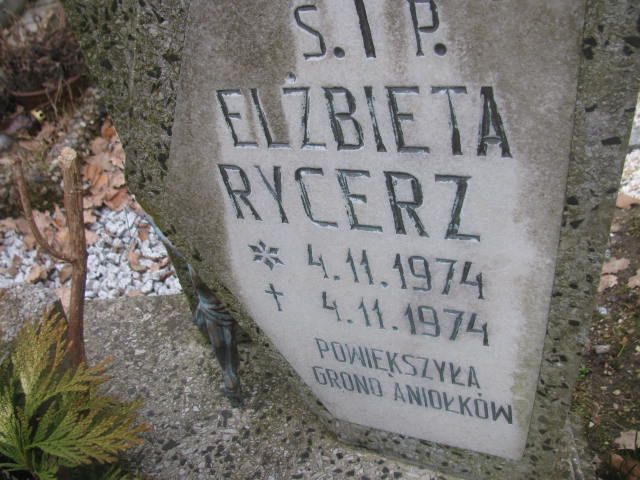 Ś. † P.
ELŻBIETA
RYCERZ
* 4.11.1974
† 4.11.1974
POWIĘKSZYŁA
GRONO ANIOŁKÓW